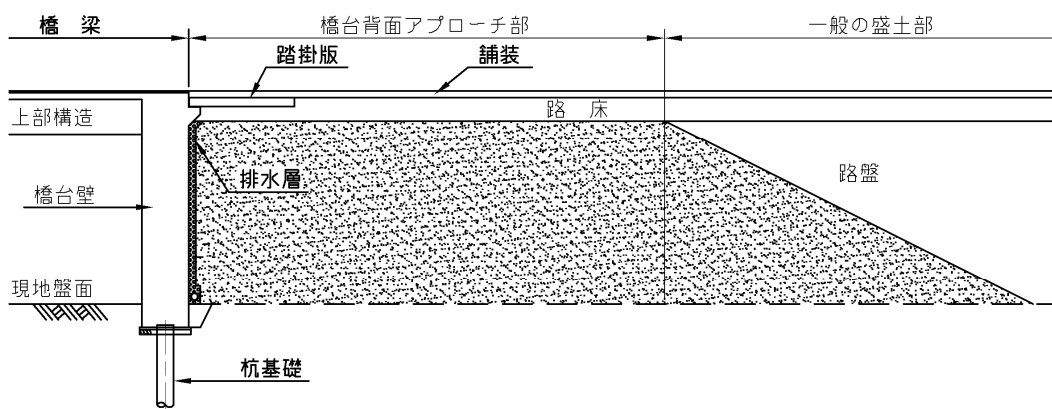 橋 梁
橋台背面アプローチ部
一般の盛土部
踏掛版
舗装
上部構造
路 床
排水層
路盤
橋台壁
現地盤面
杭基礎